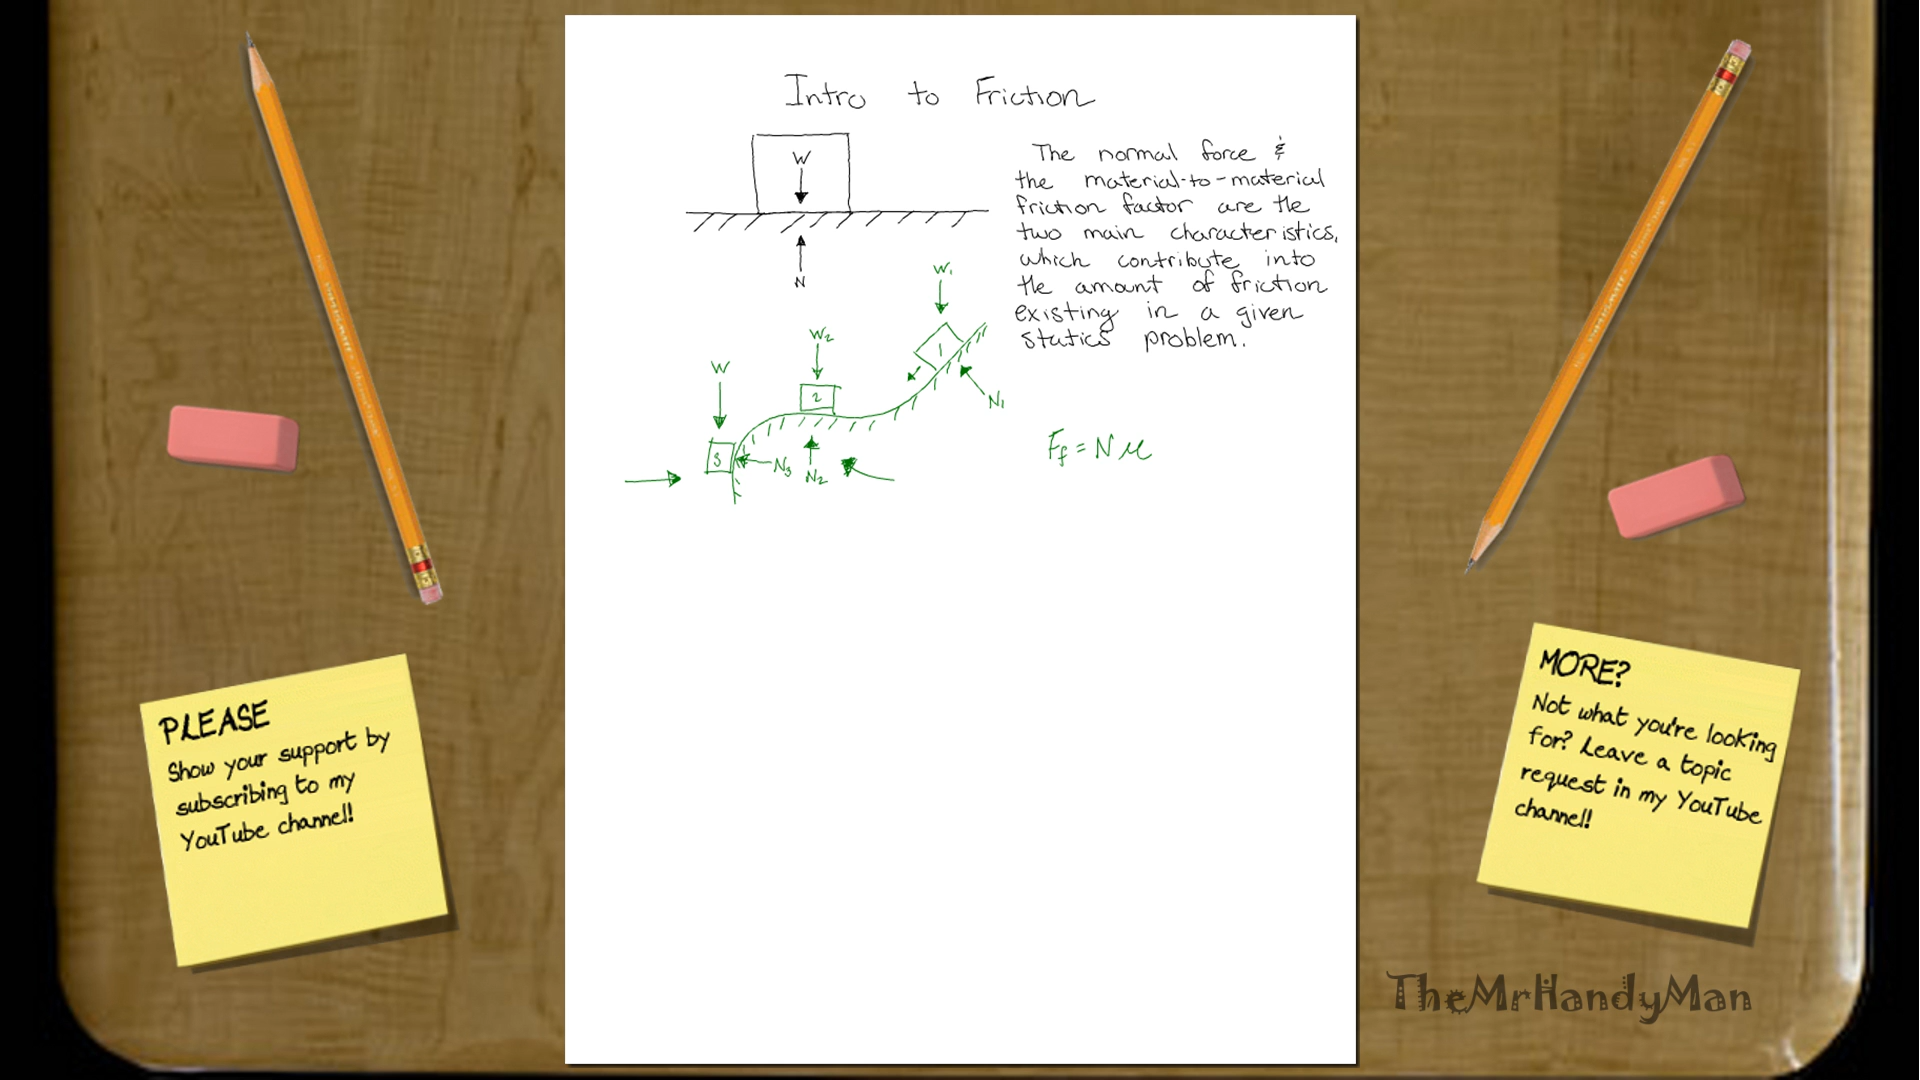 Intro to Friction
W
N
The normal force &
the material-to-material
friction factor are the
two main characteristics,
which contribute into
the amount of friction
existing in a given
statics problem.
W₁
1
N₁
W₂
2
N₂
W
3
N₃
F_f = Nμ
PLEASE
Show your support by
subscribing to my
YouTube channel!
MORE?
Not what you're looking
for? Leave a topic
request in my YouTube
channel!
TheMrHandyMan